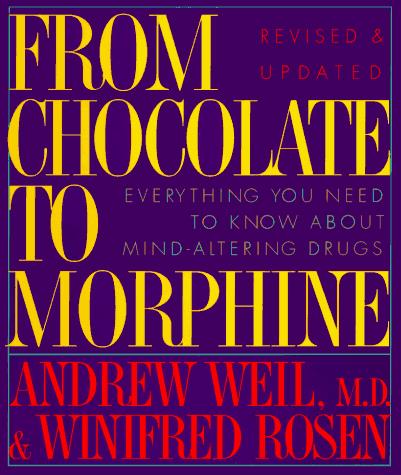 FROM
REVISED &
UPDATED
CHOCOLATE
TO
EVERYTHING YOU NEED
TO KNOW ABOUT
MIND-ALTERING DRUGS
MORPHINE
ANDREW WEIL, M.D.
& WINIFRED ROSEN